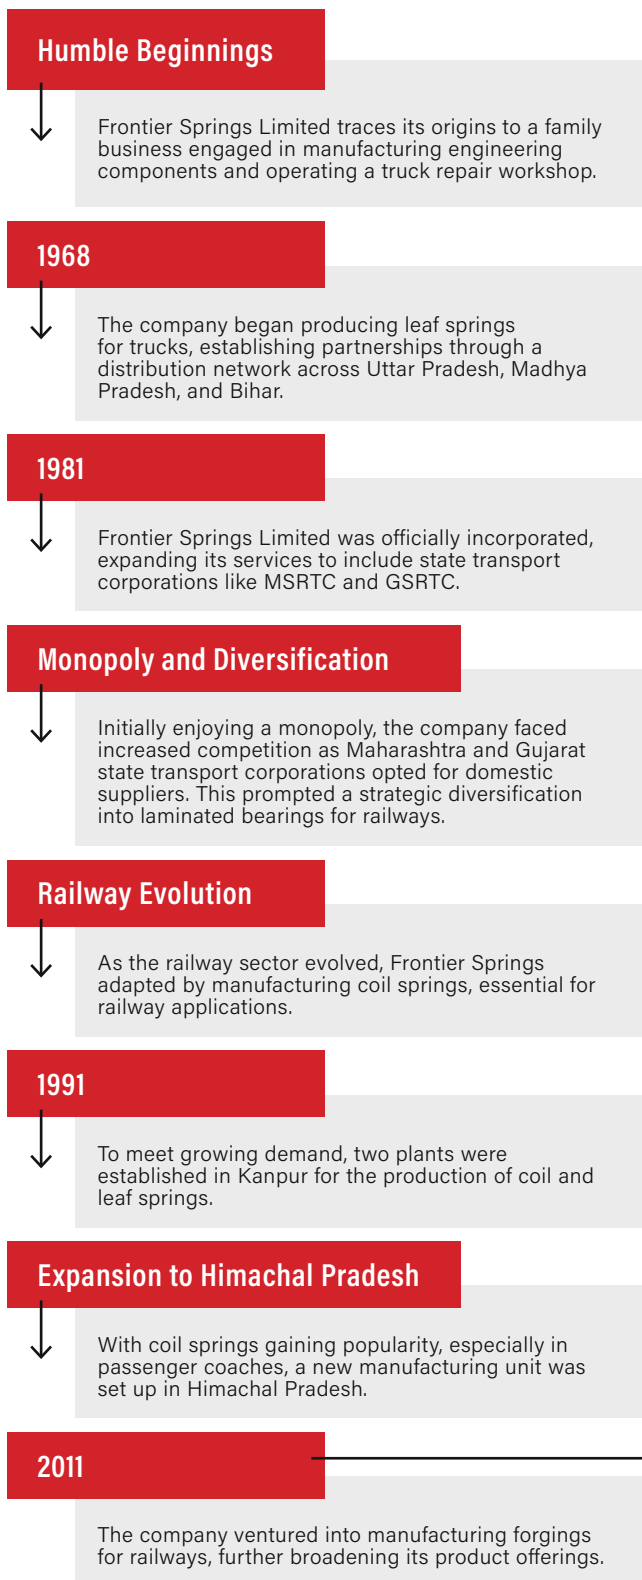 Humble Beginnings
Frontier Springs Limited traces its origins to a family
business engaged in manufacturing engineering
components and operating a truck repair workshop.
1968
The company began producing leaf springs
for trucks, establishing partnerships through a
distribution network across Uttar Pradesh, Madhya
Pradesh, and Bihar.
1981
Frontier Springs Limited was officially incorporated,
expanding its services to include state transport
corporations like MSRTC and GSRTC.
Monopoly and Diversification
Initially enjoying a monopoly, the company faced
increased competition as Maharashtra and Gujarat
state transport corporations opted for domestic
suppliers. This prompted a strategic diversification
into laminated bearings for railways.
Railway Evolution
As the railway sector evolved, Frontier Springs
adapted by manufacturing coil springs, essential for
railway applications.
1991
To meet growing demand, two plants were
established in Kanpur for the production of coil and
leaf springs.
Expansion to Himachal Pradesh
With coil springs gaining popularity, especially in
passenger coaches, a new manufacturing unit was
set up in Himachal Pradesh.
2011
The company ventured into manufacturing forgings
for railways, further broadening its product offerings.